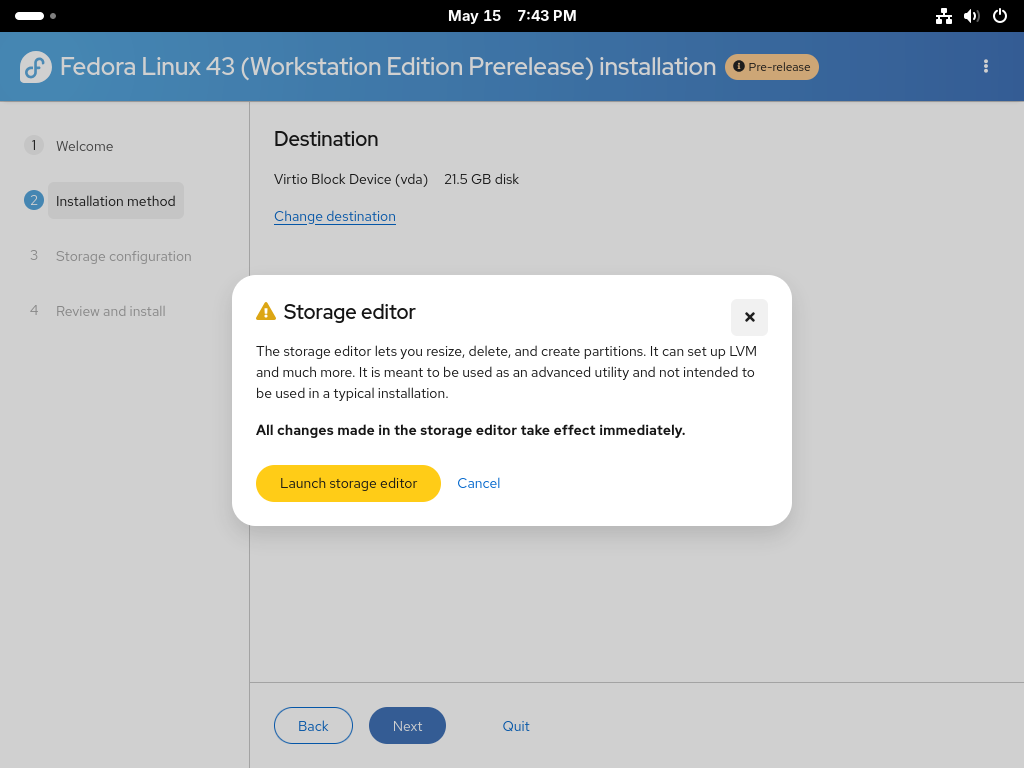 May 15 7:43 PM
Fedora Linux 43 (Workstation Edition Prerelease) installation Pre-release
1 Welcome
2 Installation method
3 Storage configuration
4 Review and install
Destination
Virtio Block Device (vda) 21.5 GB disk
Change destination
Storage editor
The storage editor lets you resize, delete, and create partitions. It can set up LVM
and much more. It is meant to be used as an advanced utility and not intended to
be used in a typical installation.
All changes made in the storage editor take effect immediately.
Launch storage editor Cancel
Back Next Quit